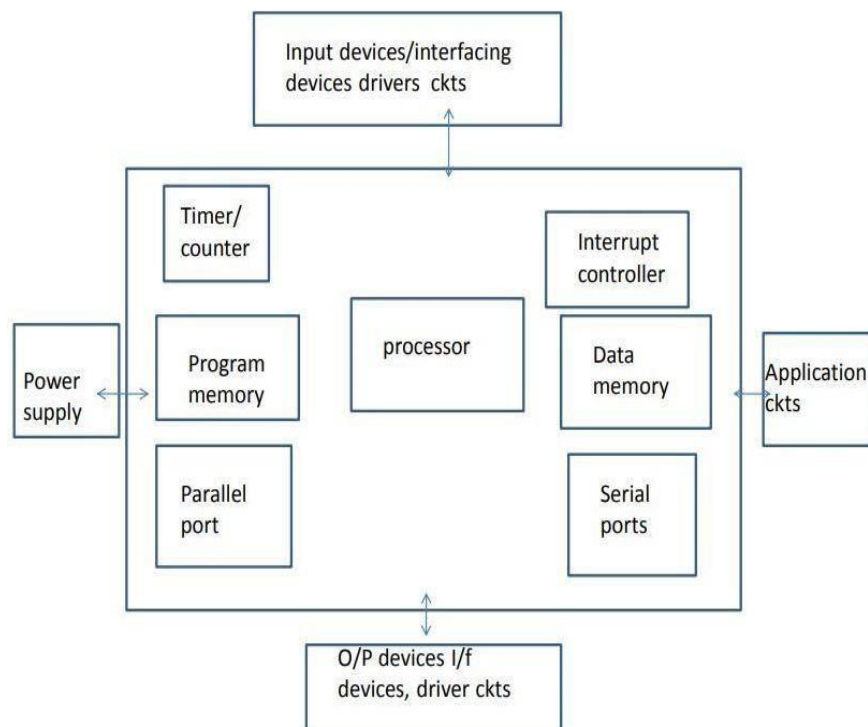 Input devices/interfacing
devices drivers ckts
Timer/
counter
Interrupt
controller
Power
supply
Program
memory
processor
Data
memory
Application
ckts
Parallel
port
Serial
ports
O/P devices I/f
devices, driver ckts